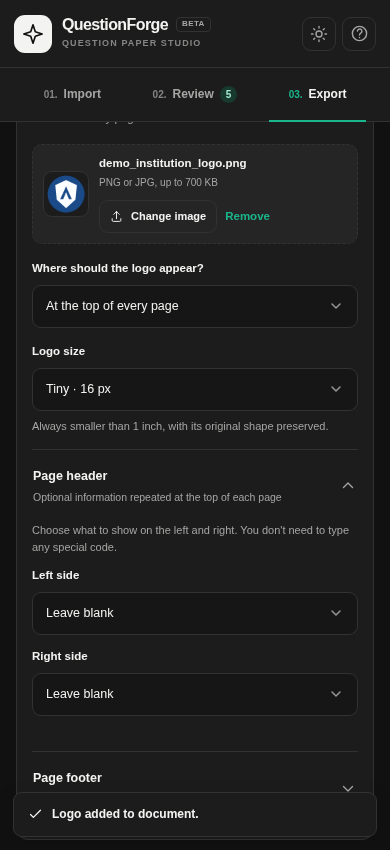 QuestionForge BETA
QUESTION PAPER STUDIO
01. Import 02. Review 5 03. Export
demo_institution_logo.png
PNG or JPG, up to 700 KB
Change image Remove
Where should the logo appear?
At the top of every page
Logo size
Tiny · 16 px
Always smaller than 1 inch, with its original shape preserved.
Page header
Optional information repeated at the top of each page
Choose what to show on the left and right. You don't need to type
any special code.
Left side
Leave blank
Right side
Leave blank
Page footer
Logo added to document.